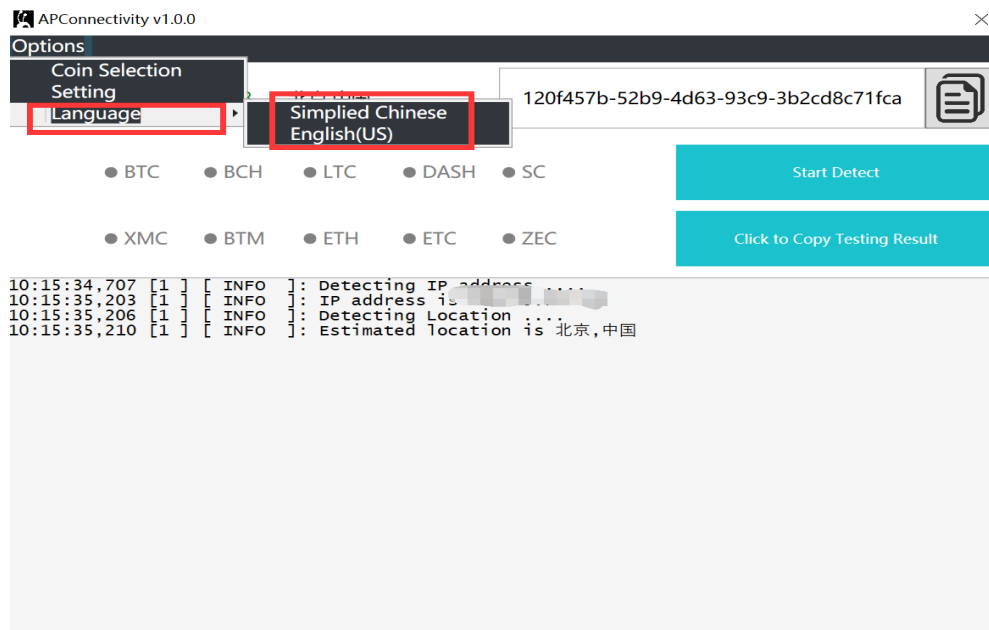 APConnectivity v1.0.0
Options
Coin Selection
Setting
Language
Simplied Chinese
English(US)
120f457b-52b9-4d63-93c9-3b2cd8c71fca
BTC BCH LTC DASH SC
Start Detect
XMC BTM ETH ETC ZEC
Click to Copy Testing Result
10:15:34,707 [1 ] [ INFO ]: Detecting IP address ....
10:15:35,203 [1 ] [ INFO ]: IP address is
10:15:35,206 [1 ] [ INFO ]: Detecting Location ....
10:15:35,210 [1 ] [ INFO ]: Estimated location is 北京,中国